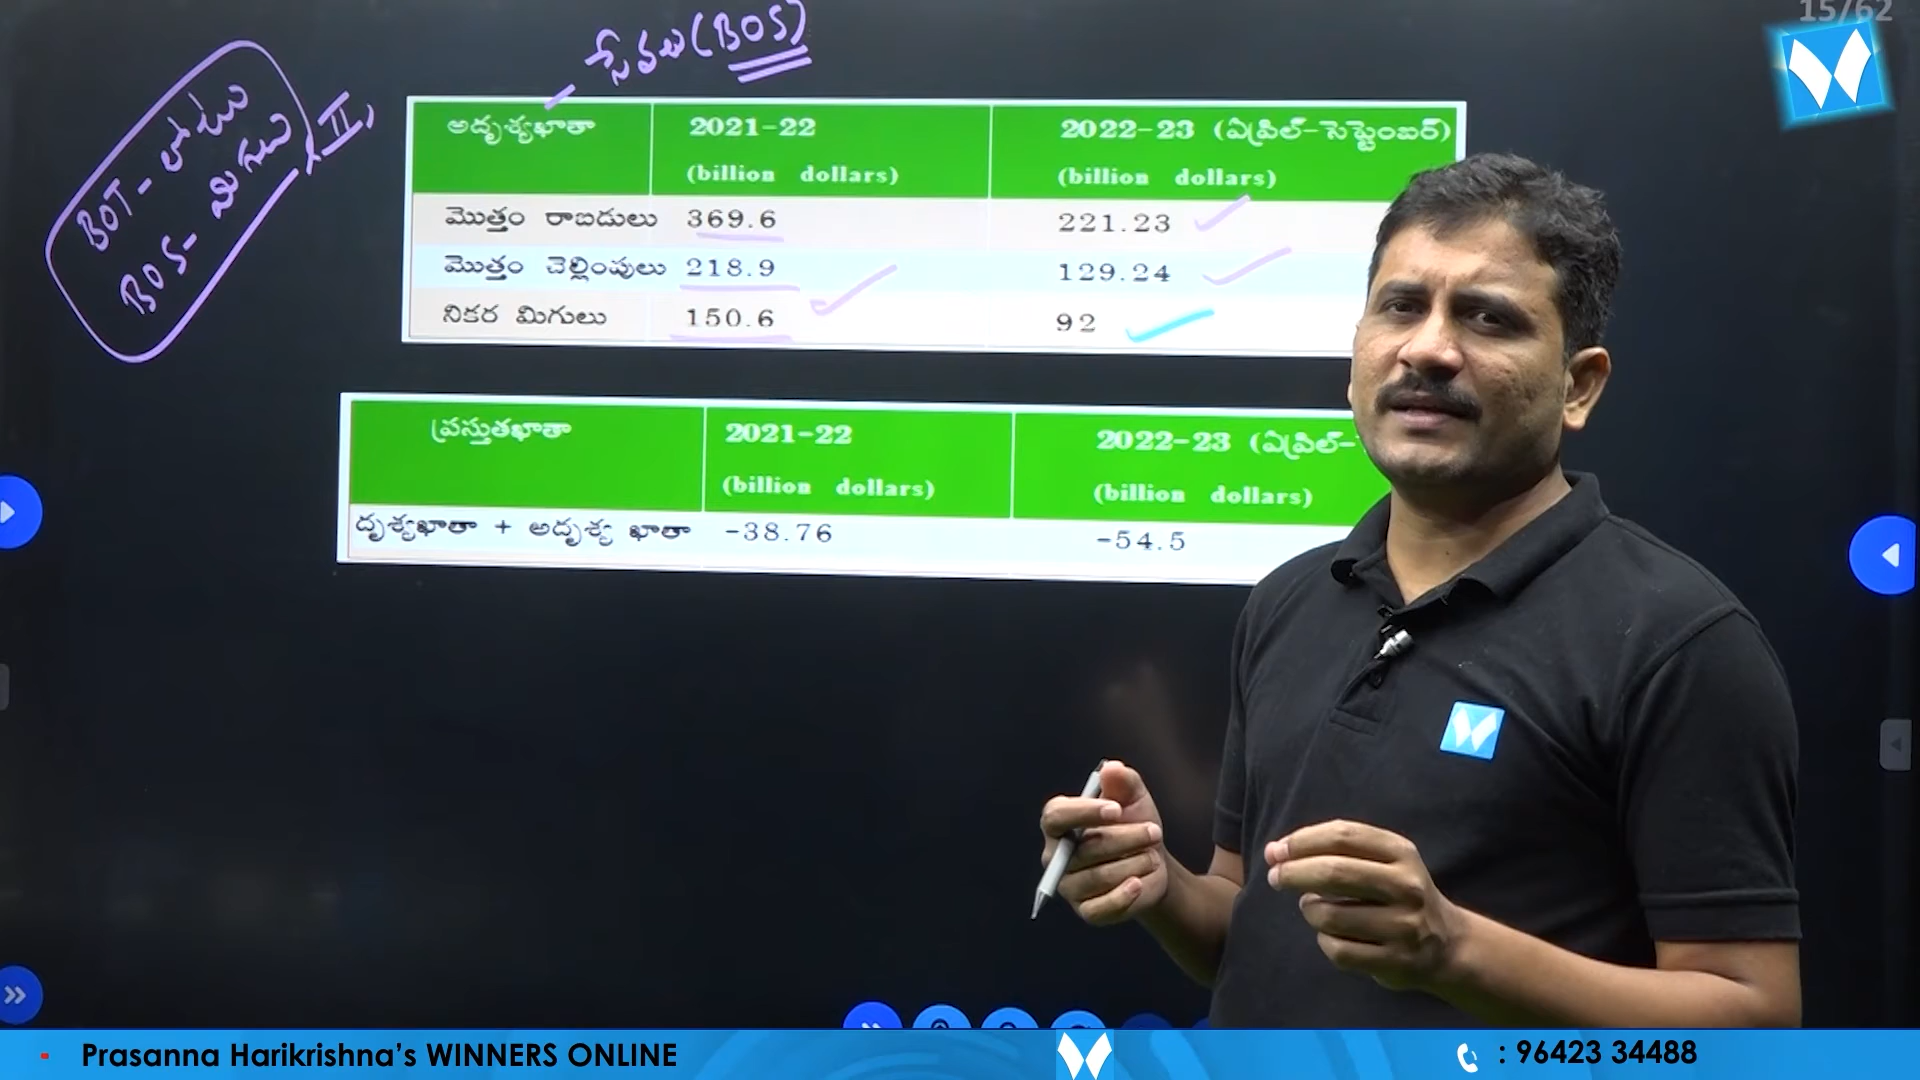 15/62
సేవలు (BOS)
BOT - లోటు
BOS - మిగులు
II)
అదృశ్యఖాతా 2021-22 (billion dollars) 2022-23 (ఏప్రిల్-సెప్టెంబర్) (billion dollars)
మొత్తం రాబడులు 369.6 221.23
మొత్తం చెల్లింపులు 218.9 129.24
నికర మిగులు 150.6 92
ప్రస్తుతఖాతా 2021-22 (billion dollars) 2022-23 (ఏప్రిల్- (billion dollars)
దృశ్యఖాతా + అదృశ్య ఖాతా -38.76 -54.5
- Prasanna Harikrishna's WINNERS ONLINE : 96423 34488